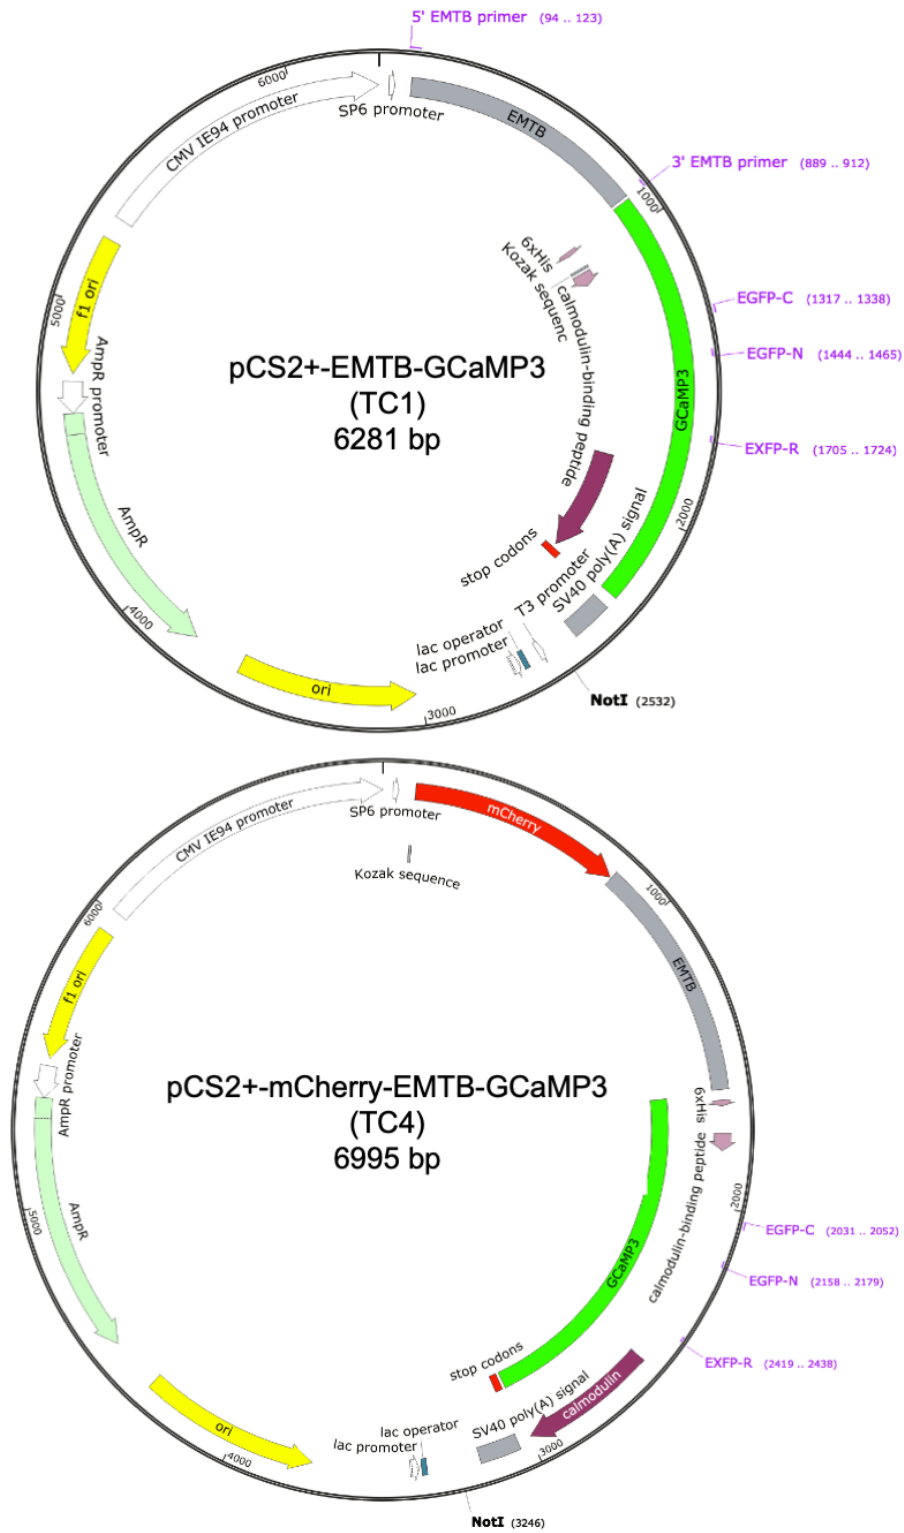 5' EMTB primer (94 .. 123)
6000
CMV IE94 promoter
SP6 promoter
EMTB
3' EMTB primer (889 .. 912)
1000
6xHis
Kozak sequenc
calmodulin-binding peptide
f1 ori
5000
EGFP-C (1317 .. 1338)
EGFP-N (1444 .. 1465)
pCS2+-EMTB-GCaMP3
(TC1)
6281 bp
GCaMP3
AmpR promoter
EXFP-R (1705 .. 1724)
AmpR
2000
stop codons
SV40 poly(A) signal
T3 promoter
4000
lac operator
lac promoter
ori
3000
NotI (2532)
CMV IE94 promoter
SP6 promoter
mCherry
Kozak sequence
6000
1000
f1 ori
EMTB
AmpR promoter
pCS2+-mCherry-EMTB-GCaMP3
(TC4)
6995 bp
6xHis
calmodulin-binding peptide
2000
5000
AmpR
EGFP-C (2031 .. 2052)
GCaMP3
EGFP-N (2158 .. 2179)
EXFP-R (2419 .. 2438)
stop codons
calmodulin
SV40 poly(A) signal
ori
lac operator
lac promoter
4000
3000
NotI (3246)